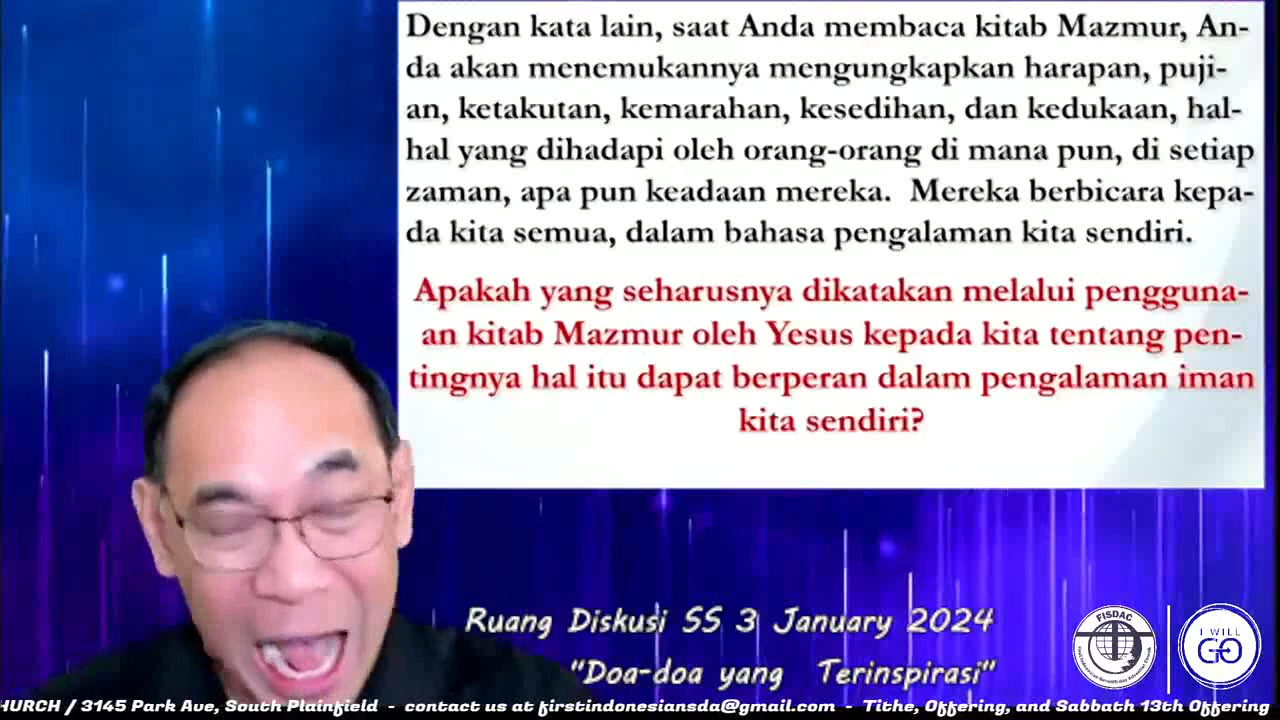 Dengan kata lain, saat Anda membaca kitab Mazmur, An-
da akan menemukannya mengungkapkan harapan, puji-
an, ketakutan, kemarahan, kesedihan, dan kedukaan, hal-
hal yang dihadapi oleh orang-orang di mana pun, di setiap
zaman, apa pun keadaan mereka. Mereka berbicara kepa-
da kita semua, dalam bahasa pengalaman kita sendiri.
Apakah yang seharusnya dikatakan melalui pengguna-
an kitab Mazmur oleh Yesus kepada kita tentang pen-
tingnya hal itu dapat berperan dalam pengalaman iman
kita sendiri?
Ruang Diskusi SS 3 January 2024
"Doa-doa yang Terinspirasi"
FISDAC
I WILL
GO
HURCH / 3145 Park Ave, South Plainfield - contact us at firstindonesiansda@gmail.com - Tithe, Offering, and Sabbath 13th Offering